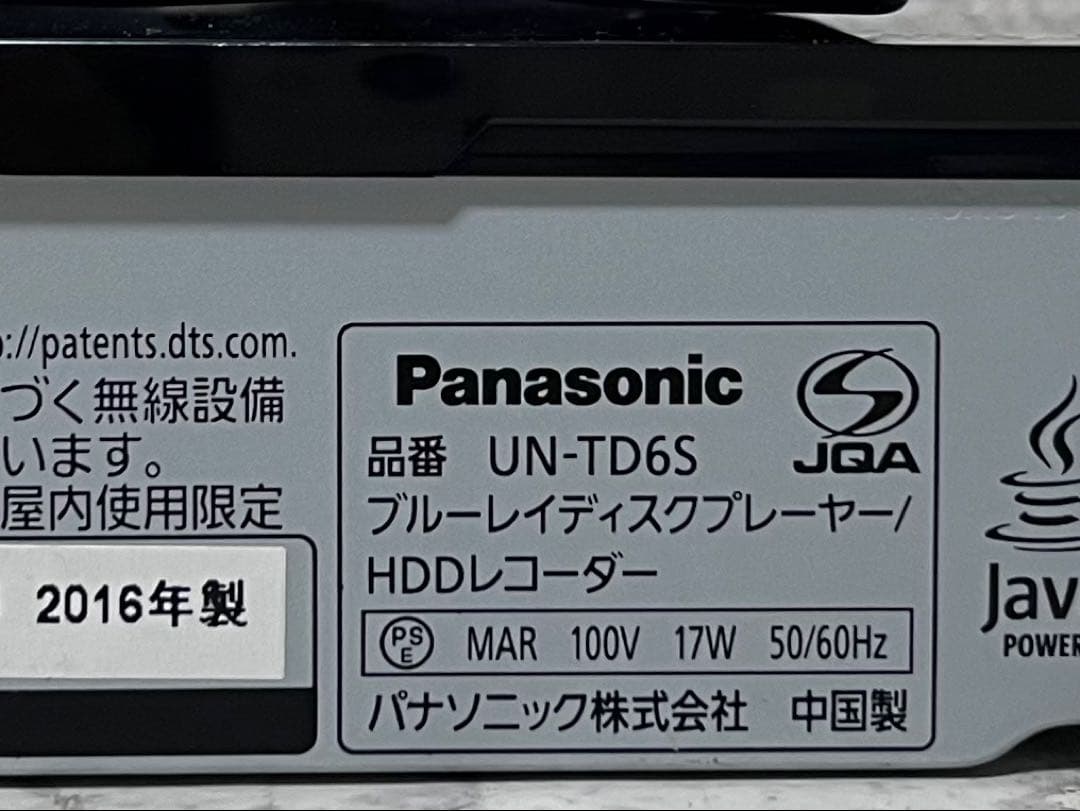 ://patents.dts.com.
づく無線設備
います。
屋内使用限定
2016年製
Panasonic
JQA
品番 UN-TD6S
ブルーレイディスクプレーヤー/
HDDレコーダー
PSE MAR 100V 17W 50/60Hz
パナソニック株式会社 中国製
Jav
POWER